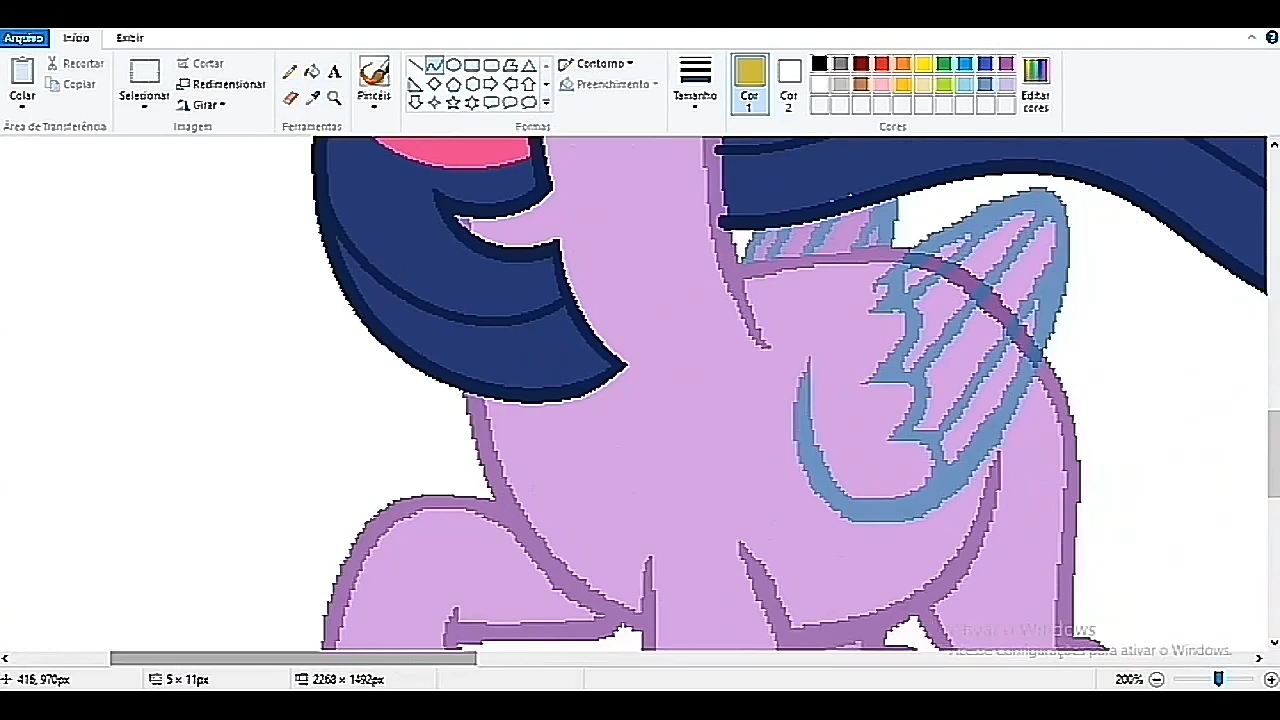 Arquivo Início Exibir
Colar
Recortar
Copiar
Área de Transferência
Selecionar
Cortar
Redimensionar
Girar
Imagem
A
Ferramentas
Pincéis
Contorno
Preenchimento
Formas
Tamanho
Cor
1
Cor
2
Editar
cores
Cores
Ativar o Windows
Acesse Configurações para ativar o Windows.
416, 970px
5 × 11px
2268 × 1492px
200%